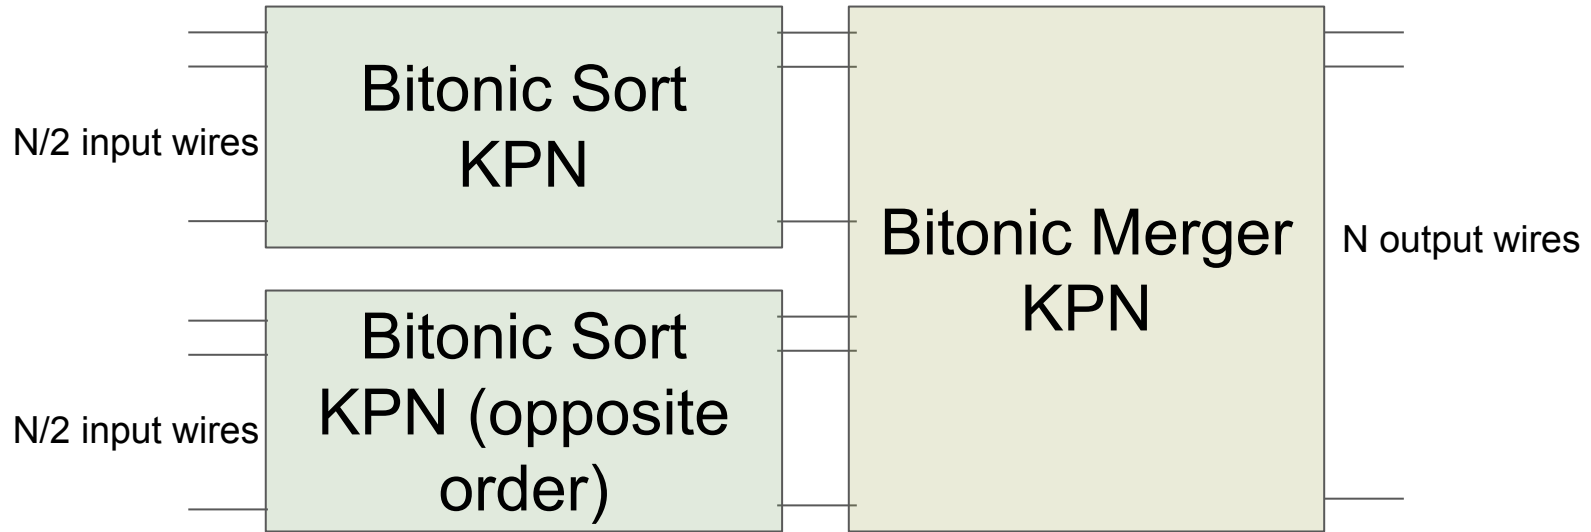 N/2 input wires
Bitonic Sort
KPN
N/2 input wires
Bitonic Sort
KPN (opposite
order)
Bitonic Merger
KPN
N output wires